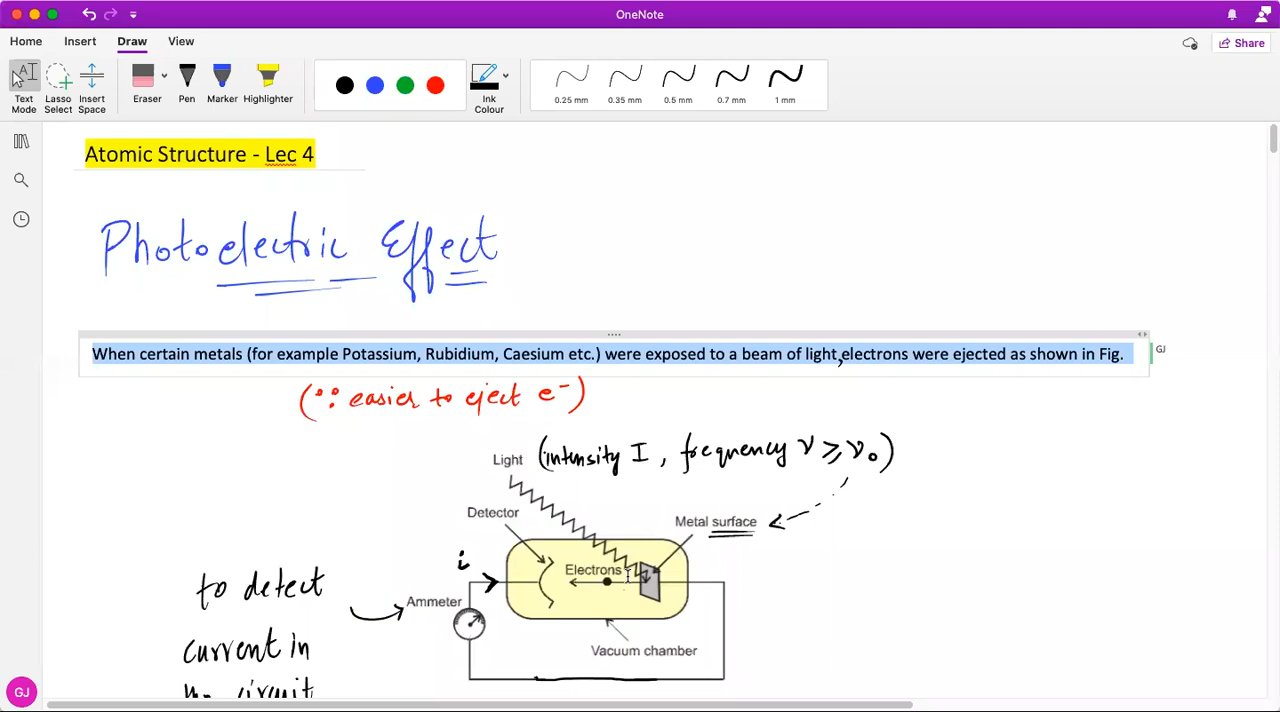 OneNote
Home Insert Draw View
Share
Text Mode
Lasso Select
Insert Space
Eraser
Pen
Marker
Highlighter
Ink Colour
0.25 mm
0.35 mm
0.5 mm
0.7 mm
1 mm
Atomic Structure - Lec 4
Photoelectric Effect
When certain metals (for example Potassium, Rubidium, Caesium etc.) were exposed to a beam of light,electrons were ejected as shown in Fig.
GJ
(∵ easier to eject e⁻)
Light (intensity I, frequency ν ≥ ν₀)
Detector
Metal surface
i
Electrons
to detect
Ammeter
current in
Vacuum chamber
circuit
GJ